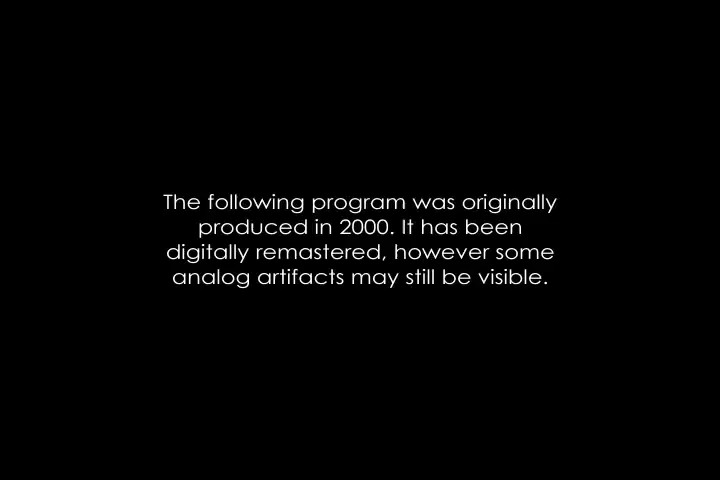 The following program was originally
produced in 2000. It has been
digitally remastered, however some
analog artifacts may still be visible.